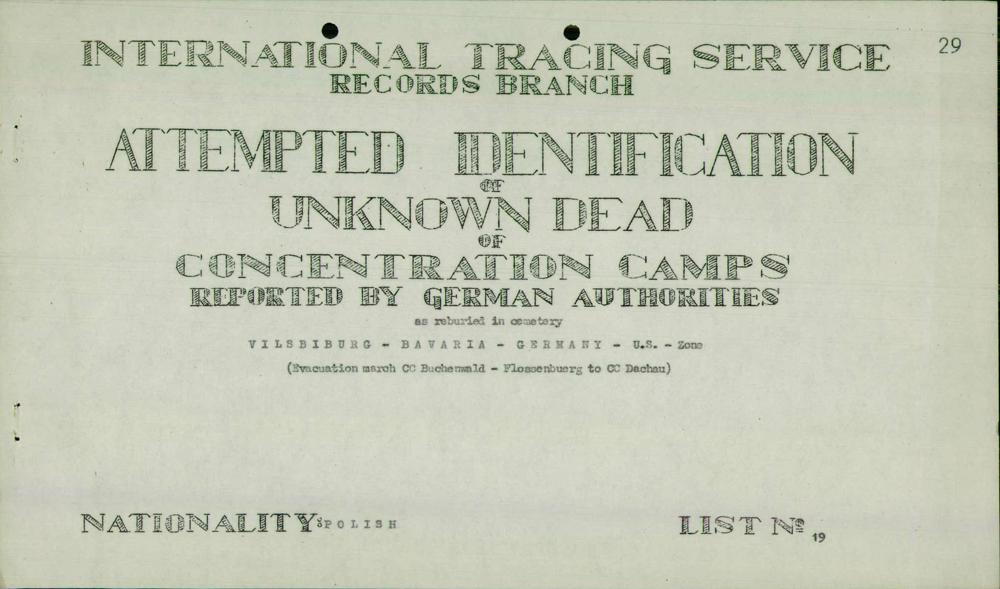 29
INTERNATIONAL TRACING SERVICE
RECORDS BRANCH
ATTEMPTED IDENTIFICATION
OF
UNKNOWN DEAD
OF
CONCENTRATION CAMPS
REPORTED BY GERMAN AUTHORITIES
as reburied in cemetery
VILSBIBURG - BAVARIA - GERMANY - U.S. - Zone
(Evacuation march CC Buchenwald - Flossenbuerg to CC Dachau)
NATIONALITY: POLISH
LIST Nº 19